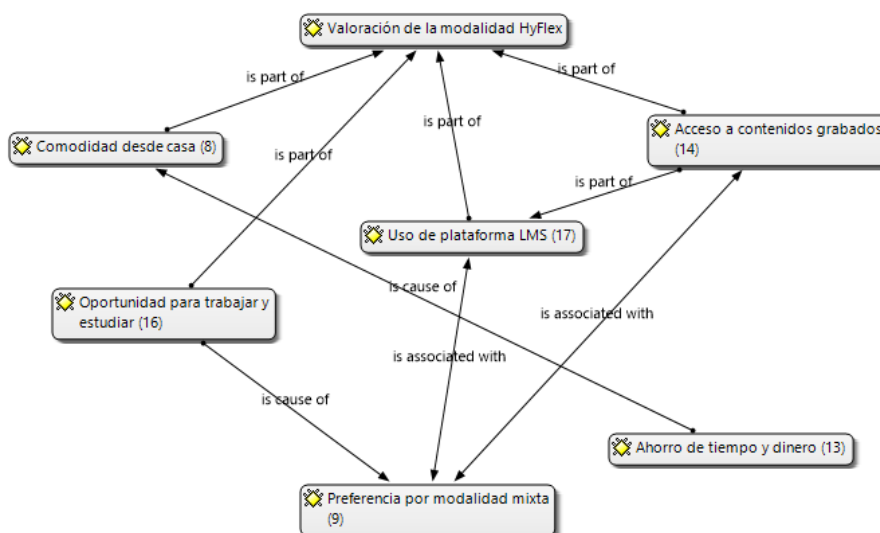 Valoración de la modalidad HyFlex
is part of
is part of
is part of
Acceso a contenidos grabados
(14)
Comodidad desde casa (8)
is part of
is part of
Uso de plataforma LMS (17)
is cause of
Oportunidad para trabajar y
estudiar (16)
is associated with
is associated with
is cause of
Ahorro de tiempo y dinero (13)
Preferencia por modalidad mixta
(9)